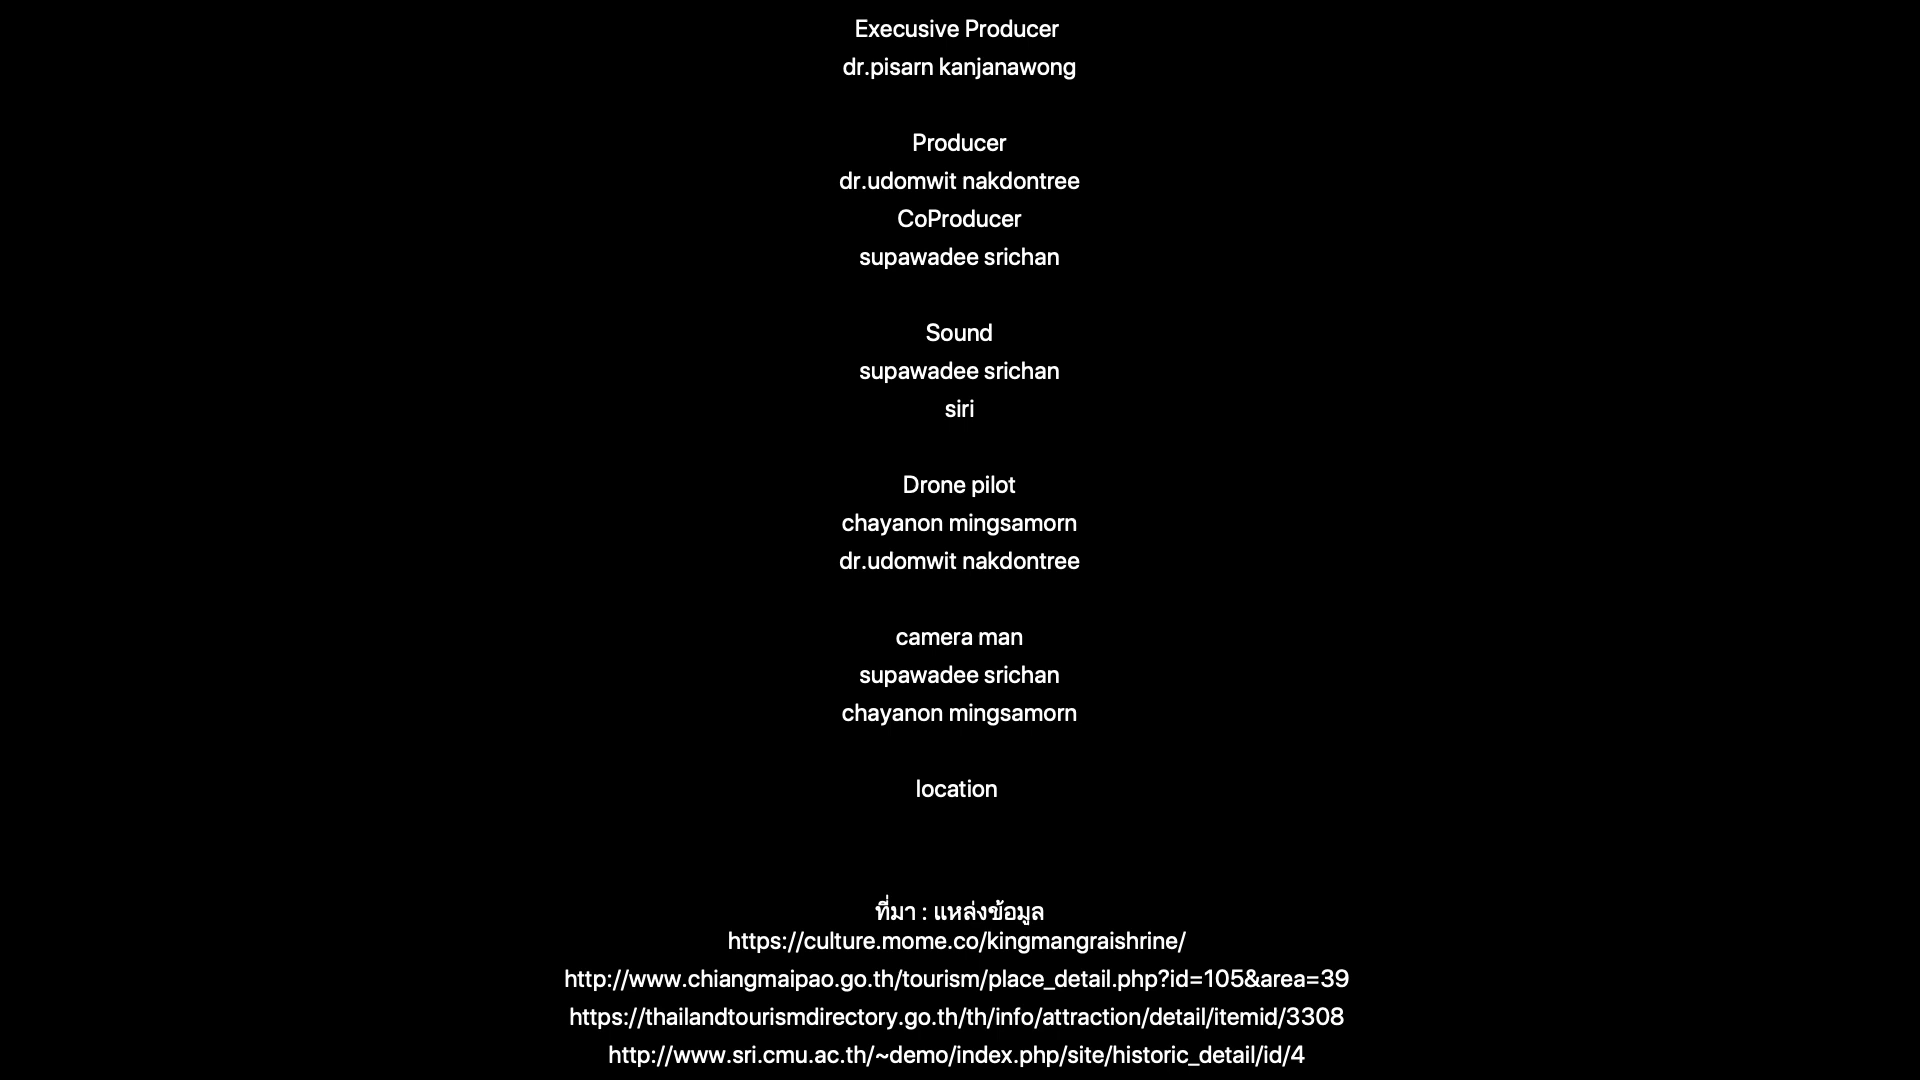 Execusive Producer
dr.pisarn kanjanawong
Producer
dr.udomwit nakdontree
CoProducer
supawadee srichan
Sound
supawadee srichan
siri
Drone pilot
chayanon mingsamorn
dr.udomwit nakdontree
camera man
supawadee srichan
chayanon mingsamorn
location
ที่มา : แหล่งข้อมูล
https://culture.mome.co/kingmangraishrine/
http://www.chiangmaipao.go.th/tourism/place_detail.php?id=105&area=39
https://thailandtourismdirectory.go.th/th/info/attraction/detail/itemid/3308
http://www.sri.cmu.ac.th/~demo/index.php/site/historic_detail/id/4